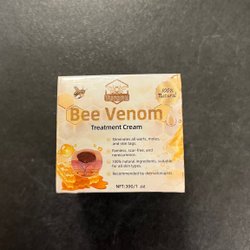 100%
Natural
Bee Venom
Treatment Cream
Eliminates all warts, moles,
and skin tags.
Painless, scar-free, and
nonrecurrence.
100% natural ingredients, suitable
for all skin types.
Recommended by dermatologists
NET:30G/1 oz